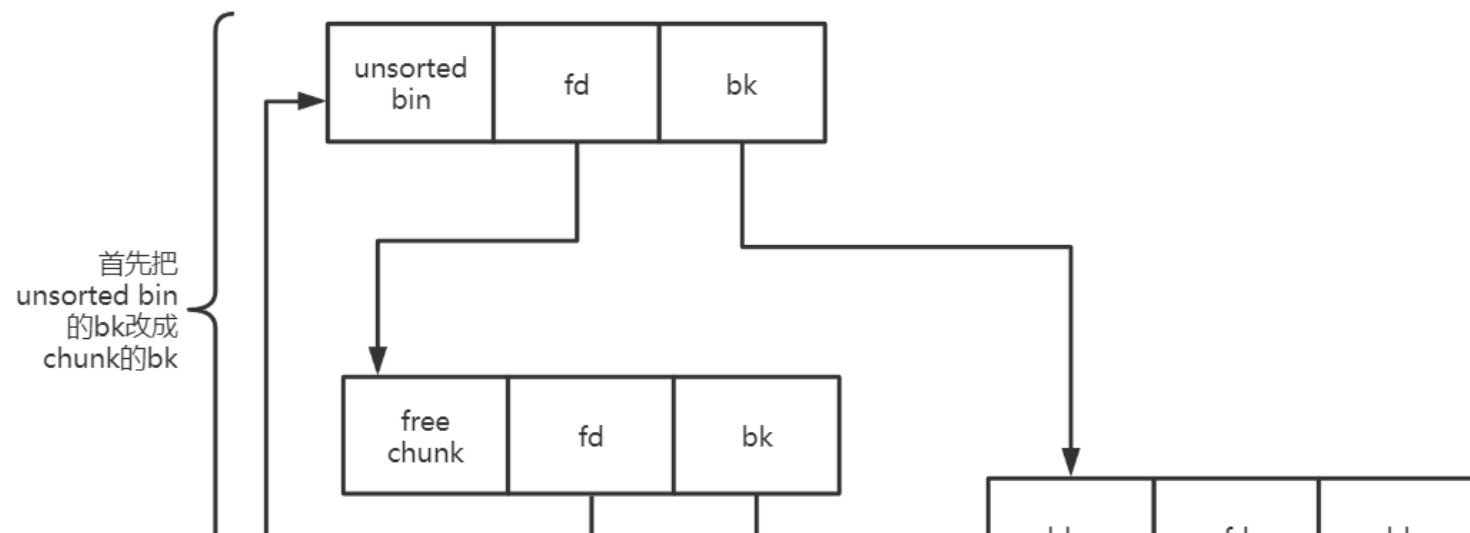 unsorted
bin
fd
bk
首先把
unsorted bin
的bk改成
chunk的bk
free
chunk
fd
bk